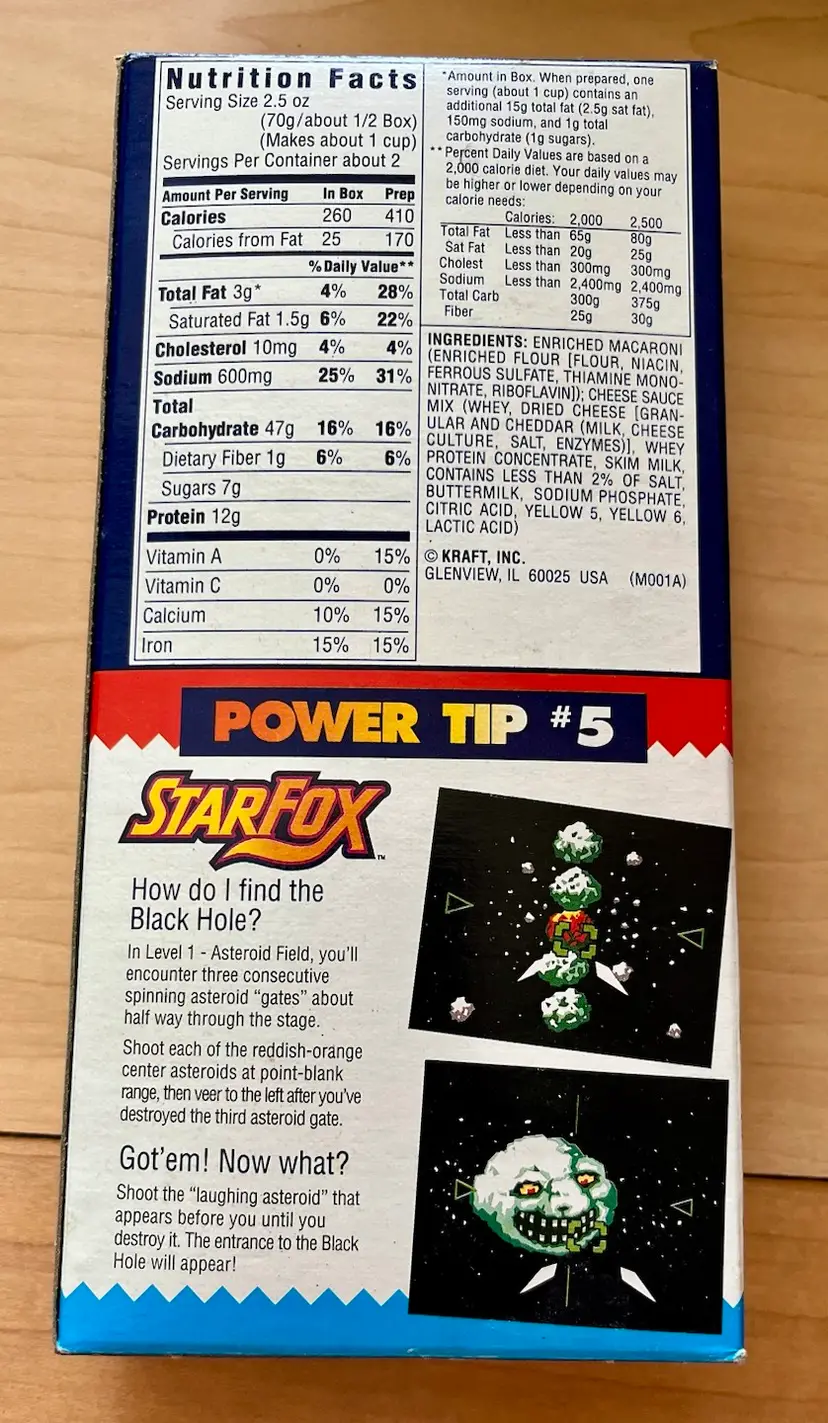 Nutrition Facts
Serving Size 2.5 oz
(70g/about 1/2 Box)
(Makes about 1 cup)
Servings Per Container about 2
Amount Per Serving In Box Prep
Calories 260 410
Calories from Fat 25 170
% Daily Value**
Total Fat 3g* 4% 28%
Saturated Fat 1.5g 6% 22%
Cholesterol 10mg 4% 4%
Sodium 600mg 25% 31%
Total
Carbohydrate 47g 16% 16%
Dietary Fiber 1g 6% 6%
Sugars 7g
Protein 12g
Vitamin A 0% 15%
Vitamin C 0% 0%
Calcium 10% 15%
Iron 15% 15%
*Amount in Box. When prepared, one
serving (about 1 cup) contains an
additional 15g total fat (2.5g sat fat),
150mg sodium, and 1g total
carbohydrate (1g sugars).
**Percent Daily Values are based on a
2,000 calorie diet. Your daily values may
be higher or lower depending on your
calorie needs:
Calories: 2,000 2,500
Total Fat Less than 65g 80g
Sat Fat Less than 20g 25g
Cholest Less than 300mg 300mg
Sodium Less than 2,400mg 2,400mg
Total Carb 300g 375g
Fiber 25g 30g
INGREDIENTS: ENRICHED MACARONI
(ENRICHED FLOUR [FLOUR, NIACIN,
FERROUS SULFATE, THIAMINE MONO-
NITRATE, RIBOFLAVIN]); CHEESE SAUCE
MIX (WHEY, DRIED CHEESE [GRAN-
ULAR AND CHEDDAR (MILK, CHEESE
CULTURE, SALT, ENZYMES)], WHEY
PROTEIN CONCENTRATE, SKIM MILK,
CONTAINS LESS THAN 2% OF SALT,
BUTTERMILK, SODIUM PHOSPHATE,
CITRIC ACID, YELLOW 5, YELLOW 6,
LACTIC ACID)
© KRAFT, INC.
GLENVIEW, IL 60025 USA (M001A)
POWER TIP #5
STARFOX™
How do I find the
Black Hole?
In Level 1 - Asteroid Field, you'll
encounter three consecutive
spinning asteroid "gates" about
half way through the stage.
Shoot each of the reddish-orange
center asteroids at point-blank
range, then veer to the left after you've
destroyed the third asteroid gate.
Got'em! Now what?
Shoot the "laughing asteroid" that
appears before you until you
destroy it. The entrance to the Black
Hole will appear!